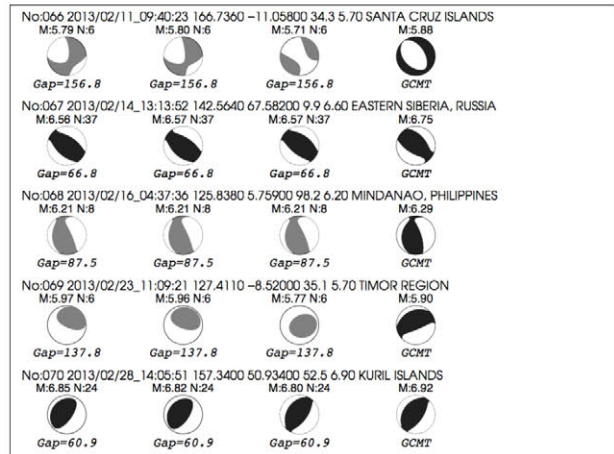 No:066 2013/02/11_09:40:23 166.7360 −11.05800 34.3 5.70 SANTA CRUZ ISLANDS
M:5.79 N:6 M:5.80 N:6 M:5.71 N:6 M:5.88
Gap=156.8 Gap=156.8 Gap=156.8 GCMT
No:067 2013/02/14_13:13:52 142.5640 67.58200 9.9 6.60 EASTERN SIBERIA, RUSSIA
M:6.56 N:37 M:6.57 N:37 M:6.57 N:37 M:6.75
Gap=66.8 Gap=66.8 Gap=66.8 GCMT
No:068 2013/02/16_04:37:36 125.8380 5.75900 98.2 6.20 MINDANAO, PHILIPPINES
M:6.21 N:8 M:6.21 N:8 M:6.21 N:8 M:6.29
Gap=87.5 Gap=87.5 Gap=87.5 GCMT
No:069 2013/02/23_11:09:21 127.4110 −8.52000 35.1 5.70 TIMOR REGION
M:5.97 N:6 M:5.96 N:6 M:5.77 N:6 M:5.90
Gap=137.8 Gap=137.8 Gap=137.8 GCMT
No:070 2013/02/28_14:05:51 157.3400 50.93400 52.5 6.90 KURIL ISLANDS
M:6.85 N:24 M:6.82 N:24 M:6.80 N:24 M:6.92
Gap=60.9 Gap=60.9 Gap=60.9 GCMT